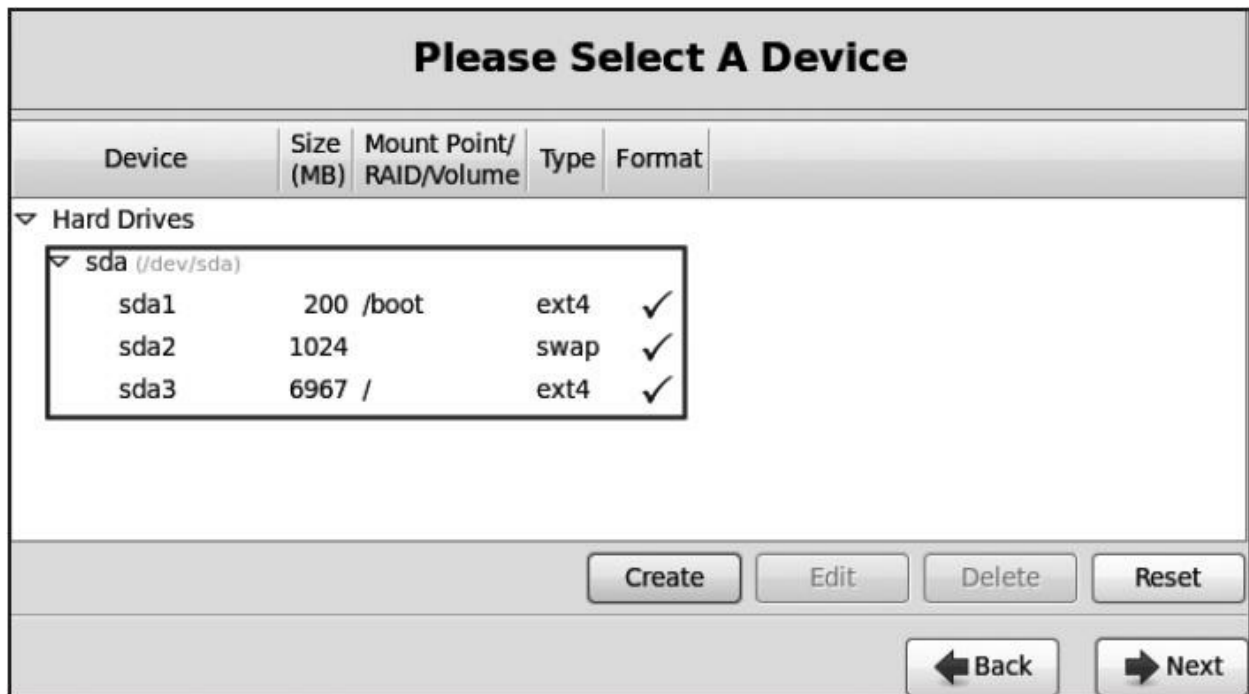 Please Select A Device
Device Size (MB) Mount Point/ RAID/Volume Type Format
Hard Drives
sda (/dev/sda)
sda1 200 /boot ext4 ✓
sda2 1024 swap ✓
sda3 6967 / ext4 ✓
Create Edit Delete Reset
Back Next